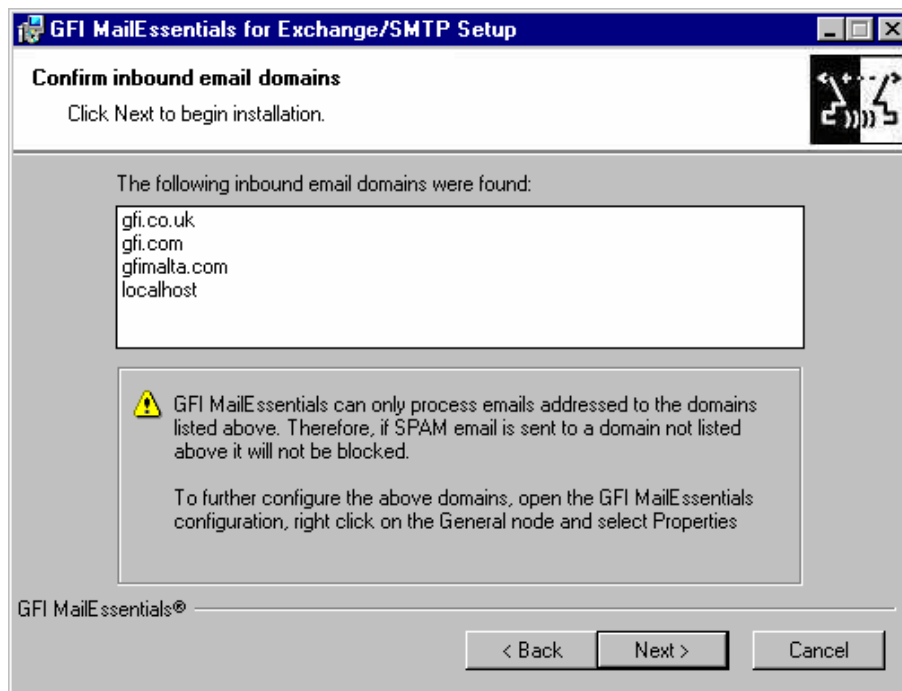 GFI MailEssentials for Exchange/SMTP Setup
Confirm inbound email domains
Click Next to begin installation.
The following inbound email domains were found:
gfi.co.uk
gfi.com
gfimalta.com
localhost
GFI MailEssentials can only process emails addressed to the domains
listed above. Therefore, if SPAM email is sent to a domain not listed
above it will not be blocked.
To further configure the above domains, open the GFI MailEssentials
configuration, right click on the General node and select Properties
GFI MailEssentials®
< Back Next > Cancel